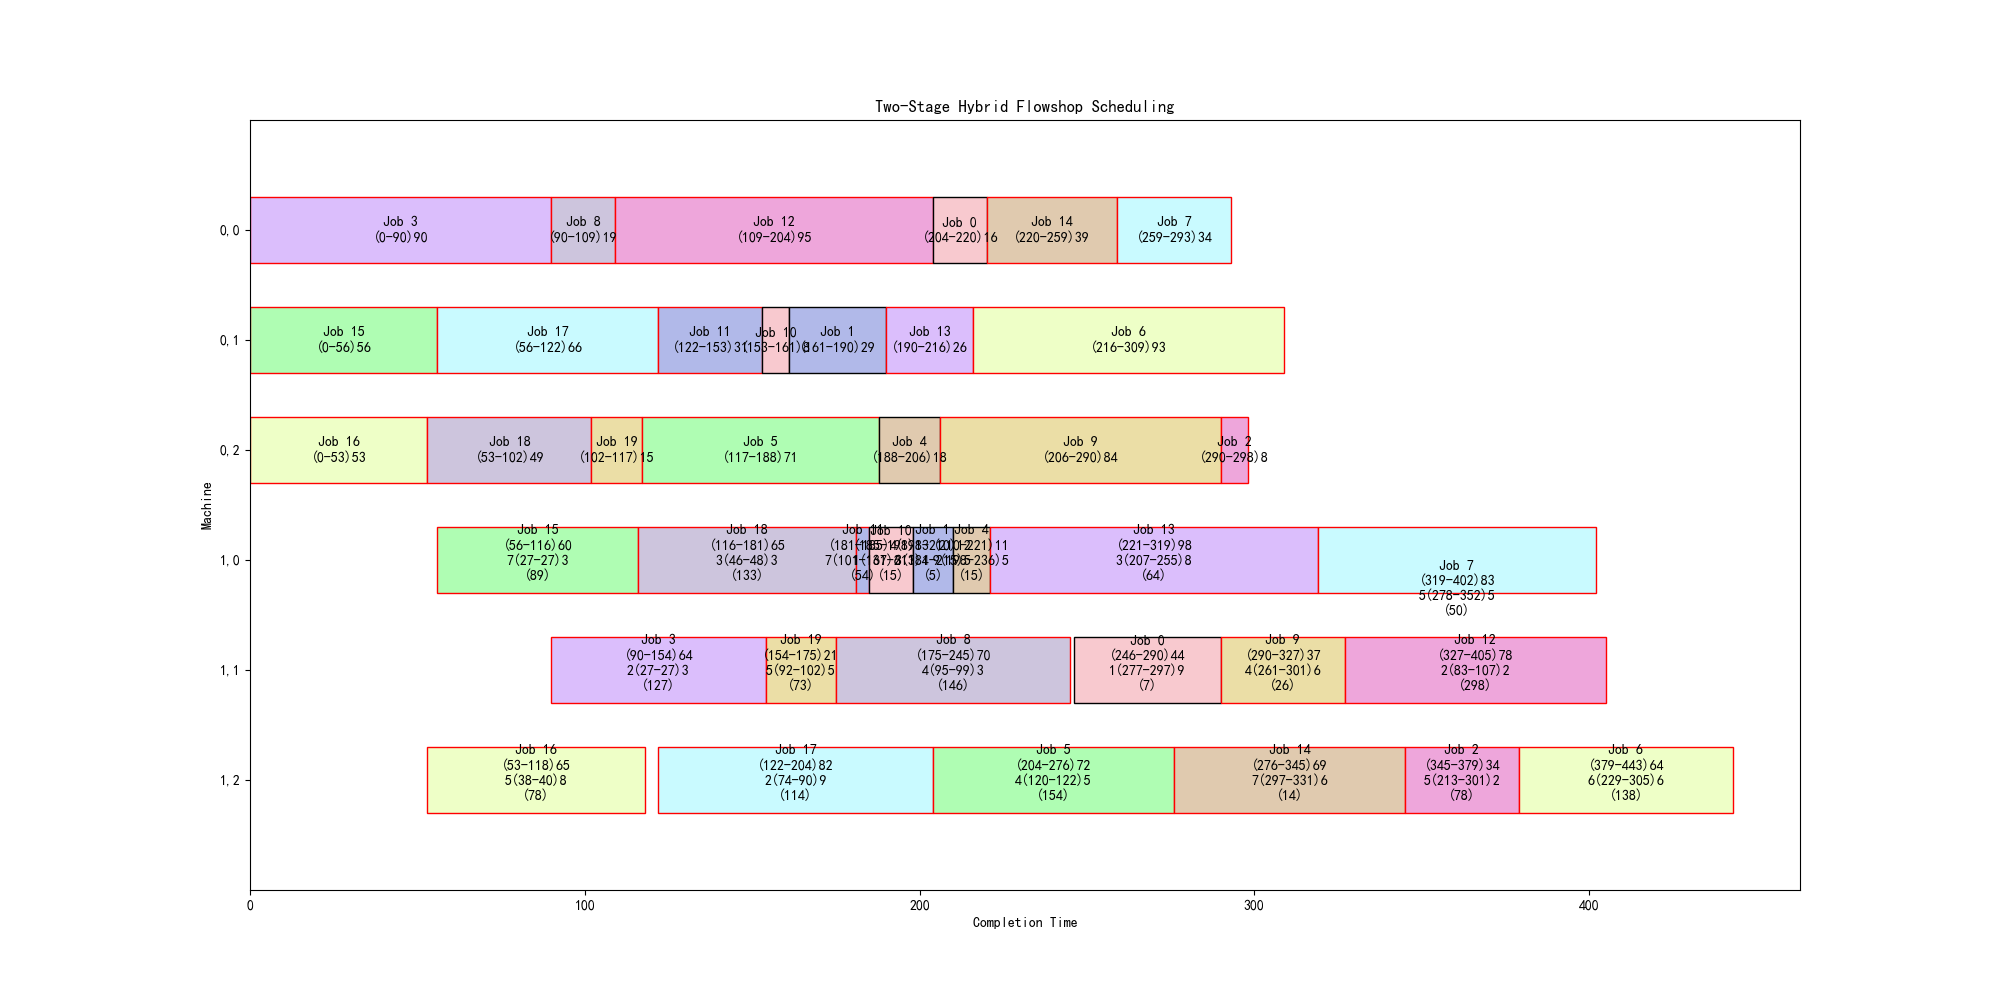 Two-Stage Hybrid Flowshop Scheduling
Machine
0,0
Job 3
(0-90)90
Job 8
(90-109)19
Job 12
(109-204)95
Job 0
(204-220)16
Job 14
(220-259)39
Job 7
(259-293)34
0,1
Job 15
(0-56)56
Job 17
(56-122)66
Job 11
(122-153)31
Job 10
(153-161)8
Job 1
(161-190)29
Job 13
(190-216)26
Job 6
(216-309)93
0,2
Job 16
(0-53)53
Job 18
(53-102)49
Job 19
(102-117)15
Job 5
(117-188)71
Job 4
(188-206)18
Job 9
(206-290)84
Job 2
(290-298)8
1,0
Job 15
(56-116)60
7(27-27)3
(89)
Job 18
(116-181)65
3(46-48)3
(133)
Job 11
(54)
Job 10
(15)
Job 1
(5)
Job 4
(210-221)11
(15)
Job 13
(221-319)98
3(207-255)8
(64)
Job 7
(319-402)83
5(278-352)5
(50)
1,1
Job 3
(90-154)64
2(27-27)3
(127)
Job 19
(154-175)21
5(92-102)5
(73)
Job 8
(175-245)70
4(95-99)3
(146)
Job 0
(246-290)44
1(277-297)9
(7)
Job 9
(290-327)37
4(261-301)6
(26)
Job 12
(327-405)78
2(83-107)2
(298)
1,2
Job 16
(53-118)65
5(38-40)8
(78)
Job 17
(122-204)82
2(74-90)9
(114)
Job 5
(204-276)72
4(120-122)5
(154)
Job 14
(276-345)69
7(297-331)6
(14)
Job 2
(345-379)34
5(213-301)2
(78)
Job 6
(379-443)64
6(229-305)6
(138)
0 100 200 300 400
Completion Time